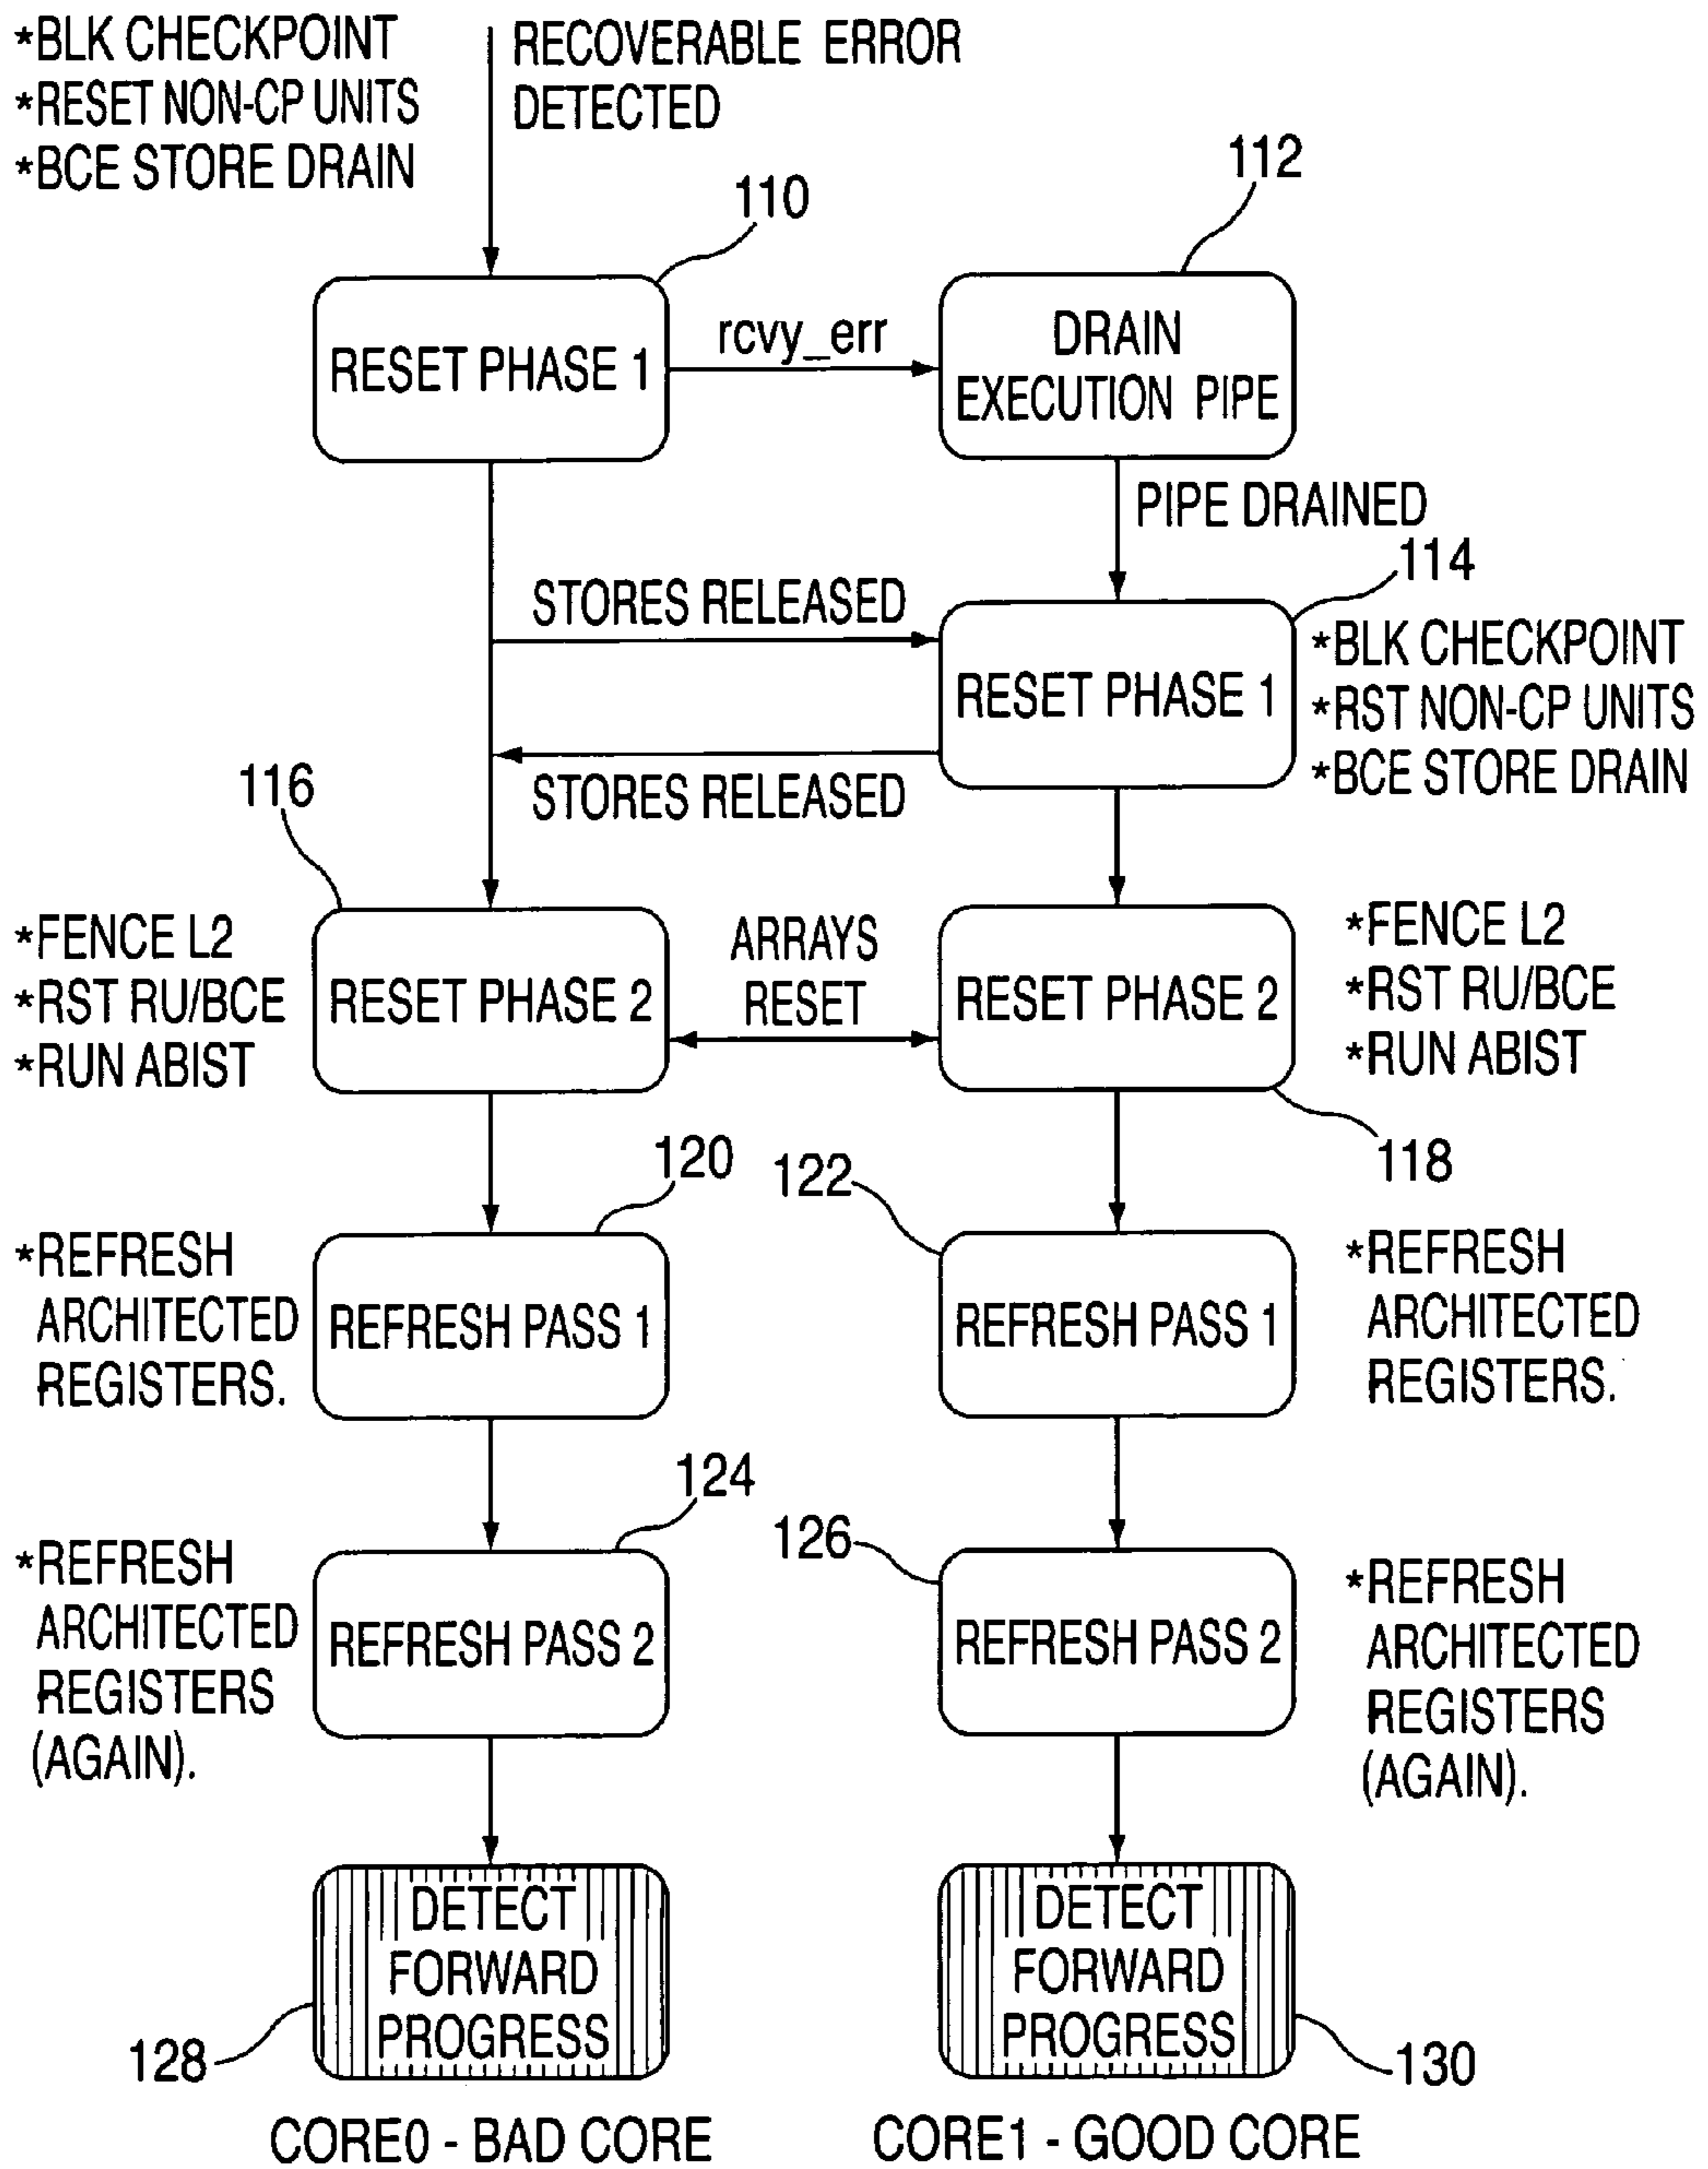 *BLK CHECKPOINT
*RESET NON-CP UNITS
*BCE STORE DRAIN
RECOVERABLE ERROR
DETECTED
110
112
RESET PHASE 1
rcvy_err
DRAIN
EXECUTION PIPE
PIPE DRAINED
114
STORES RELEASED
RESET PHASE 1
*BLK CHECKPOINT
*RST NON-CP UNITS
*BCE STORE DRAIN
STORES RELEASED
116
*FENCE L2
*RST RU/BCE
*RUN ABIST
RESET PHASE 2
ARRAYS
RESET
RESET PHASE 2
*FENCE L2
*RST RU/BCE
*RUN ABIST
118
120
122
*REFRESH
ARCHITECTED
REGISTERS.
REFRESH PASS 1
REFRESH PASS 1
*REFRESH
ARCHITECTED
REGISTERS.
124
126
*REFRESH
ARCHITECTED
REGISTERS
(AGAIN).
REFRESH PASS 2
REFRESH PASS 2
*REFRESH
ARCHITECTED
REGISTERS
(AGAIN).
DETECT
FORWARD
PROGRESS
128
DETECT
FORWARD
PROGRESS
130
CORE0 - BAD CORE
CORE1 - GOOD CORE